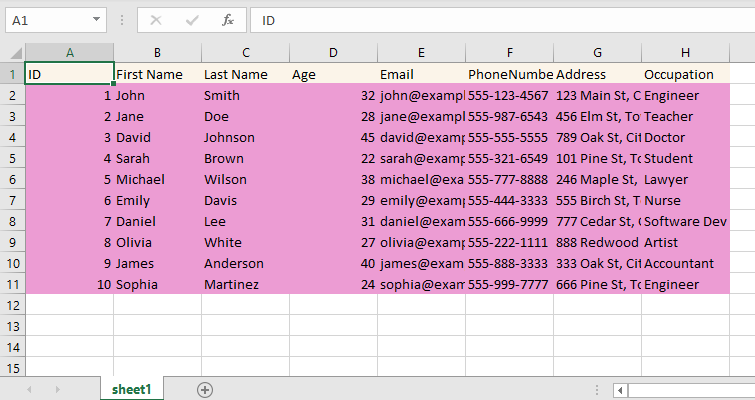 A1 fx ID
A B C D E F G H
1 ID First Name Last Name Age Email PhoneNumbe Address Occupation
2 1 John Smith 32 john@exampl 555-123-4567 123 Main St, C Engineer
3 2 Jane Doe 28 jane@exampl 555-987-6543 456 Elm St, To Teacher
4 3 David Johnson 45 david@examp 555-555-5555 789 Oak St, Cit Doctor
5 4 Sarah Brown 22 sarah@examp 555-321-6549 101 Pine St, To Student
6 5 Michael Wilson 38 michael@exa 555-777-8888 246 Maple St, Lawyer
7 6 Emily Davis 29 emily@examp 555-444-3333 555 Birch St, T Nurse
8 7 Daniel Lee 31 daniel@exam 555-666-9999 777 Cedar St, Software Dev
9 8 Olivia White 27 olivia@examp 555-222-1111 888 Redwood Artist
10 9 James Anderson 40 james@exam 555-888-3333 333 Oak St, Cit Accountant
11 10 Sophia Martinez 24 sophia@exam 555-999-7777 666 Pine St, To Engineer
12
13
14
15
sheet1